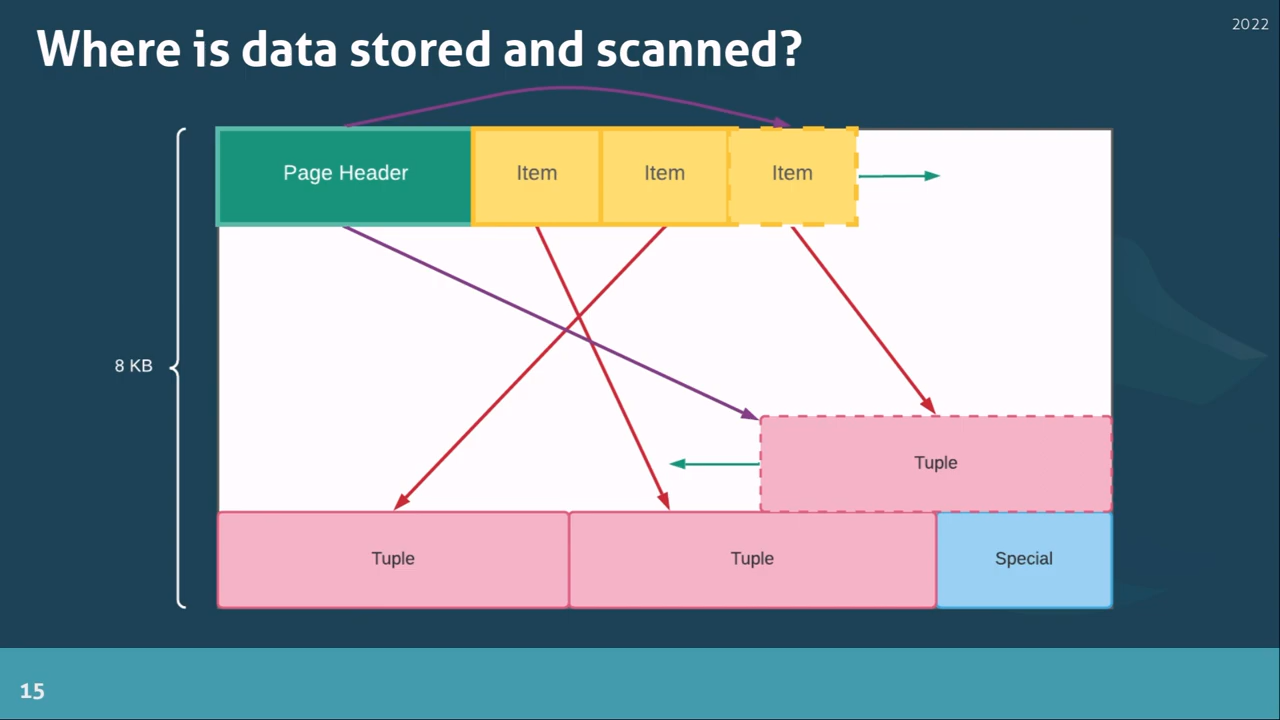 Where is data stored and scanned?
2022
Page Header
Item
Item
Item
8 KB
Tuple
Tuple
Tuple
Special
15